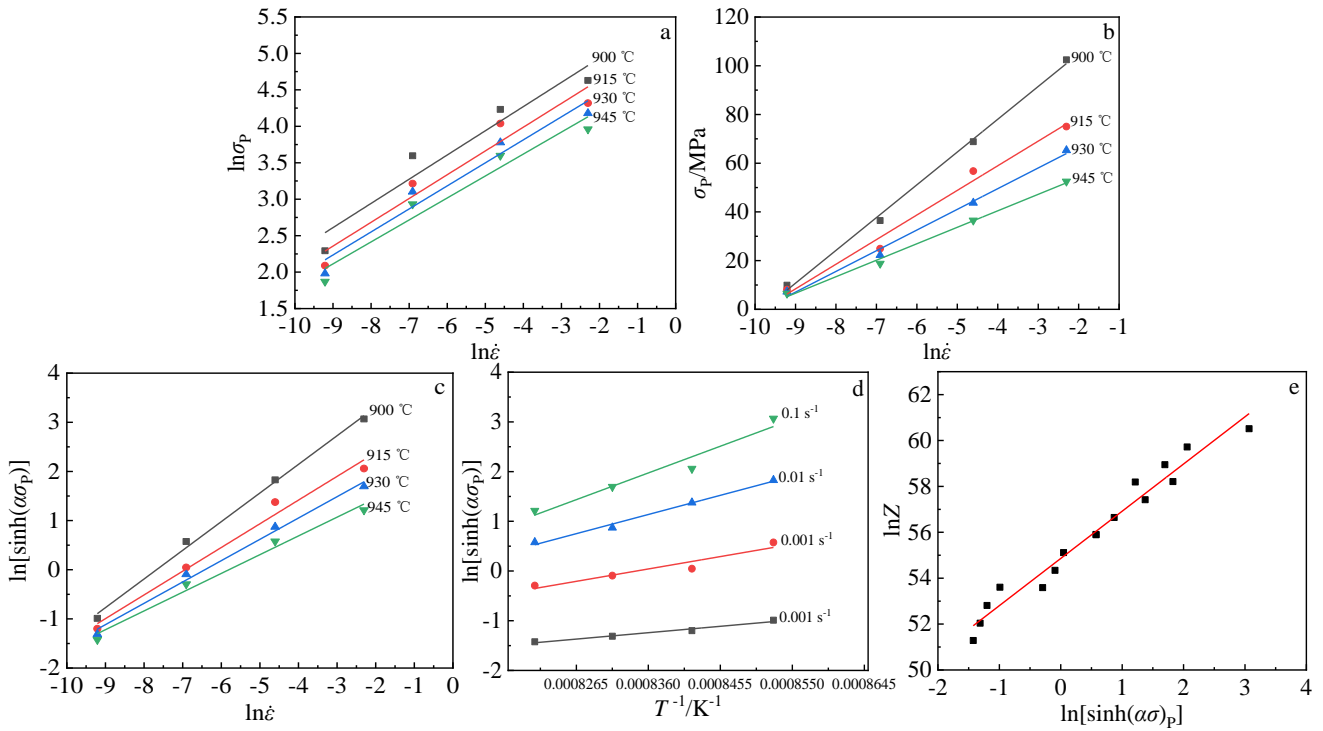 a
5.5
5.0
4.5
4.0
3.5
3.0
2.5
2.0
1.5
lnσP
900 ℃
915 ℃
930 ℃
945 ℃
-10 -9 -8 -7 -6 -5 -4 -3 -2 -1 0
lnε̇
b
120
100
80
60
40
20
0
σP/MPa
900 ℃
915 ℃
930 ℃
945 ℃
-10 -9 -8 -7 -6 -5 -4 -3 -2 -1
lnε̇
c
4
3
2
1
0
-1
-2
ln[sinh(ασP)]
900 ℃
915 ℃
930 ℃
945 ℃
-10 -9 -8 -7 -6 -5 -4 -3 -2 -1 0
lnε̇
d
4
3
2
1
0
-1
-2
ln[sinh(ασP)]
0.1 s-1
0.01 s-1
0.001 s-1
0.001 s-1
0.0008265 0.0008360 0.0008455 0.0008550 0.0008645
T -1/K-1
e
62
60
58
56
54
52
50
lnZ
-2 -1 0 1 2 3 4
ln[sinh(ασ)P]